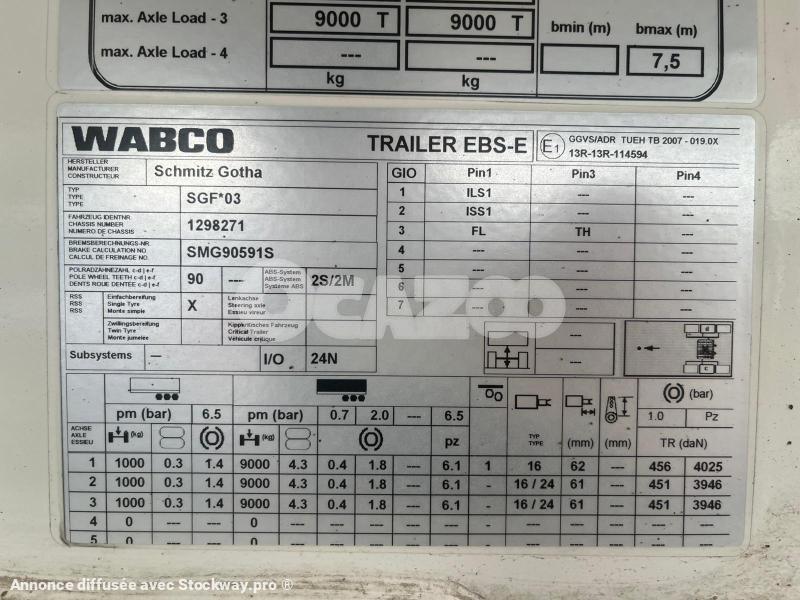 max. Axle Load - 3 9000 T 9000 T bmin (m) bmax (m)
max. Axle Load - 4 --- --- 7,5
kg kg
WABCO TRAILER EBS-E E1 GGVS/ADR TUEH TB 2007 - 019.0X
13R-13R-114594
HERSTELLER
MANUFACTURER
CONSTRUCTEUR
Schmitz Gotha
TYP
TYPE
TYPE
SGF*03
FAHRZEUG IDENTNR.
CHASSIS NUMBER
NUMERO DE CHASSIS
1298271
BREMSBERECHNUNGS-NR.
BRAKE CALCULATION NO
CALCUL DE FREINAGE NO.
SMG90591S
POLRADZAHNEZAHL c-d | e-f
POLE WHEEL TEETH c-d | e-f
DENTS ROUE DENTEE c-d | e-f
90 ---
ABS-System
ABS-System
Système ABS
2S/2M
RSS
RSS
RSS
Einfachbereifung
Single Tyre
Monte simple
X
Lenkachse
Steering axle
Essieu vireur
Zwillingsbereifung
Twin Tyre
Monte jumelée
Kippkritisches Fahrzeug
Critical Trailer
Véhicule critique
Subsystems --- I/O 24N
GIO Pin1 Pin3 Pin4
1 ILS1 --- ---
2 ISS1 --- ---
3 FL TH ---
4 --- --- ---
5 --- --- ---
6 --- --- ---
7 --- --- ---
---
---
d
c
OCAZOO
pm (bar) 6.5 pm (bar) 0.7 2.0 --- 6.5 (bar)
1.0 Pz
ACHSE
AXLE
ESSIEU
(kg) (kg) pz TYP
TYPE
(mm) (mm) TR (daN)
1 1000 0.3 1.4 9000 4.3 0.4 1.8 --- 6.1 1 16 62 --- 456 4025
2 1000 0.3 1.4 9000 4.3 0.4 1.8 --- 6.1 - 16 / 24 61 --- 451 3946
3 1000 0.3 1.4 9000 4.3 0.4 1.8 --- 6.1 - 16 / 24 61 --- 451 3946
4 0 --- --- 0 --- --- --- --- --- - --- --- --- --- ---
5 0 --- --- 0 --- --- --- --- --- - --- --- --- --- ---
Annonce diffusée avec Stockway.pro ®